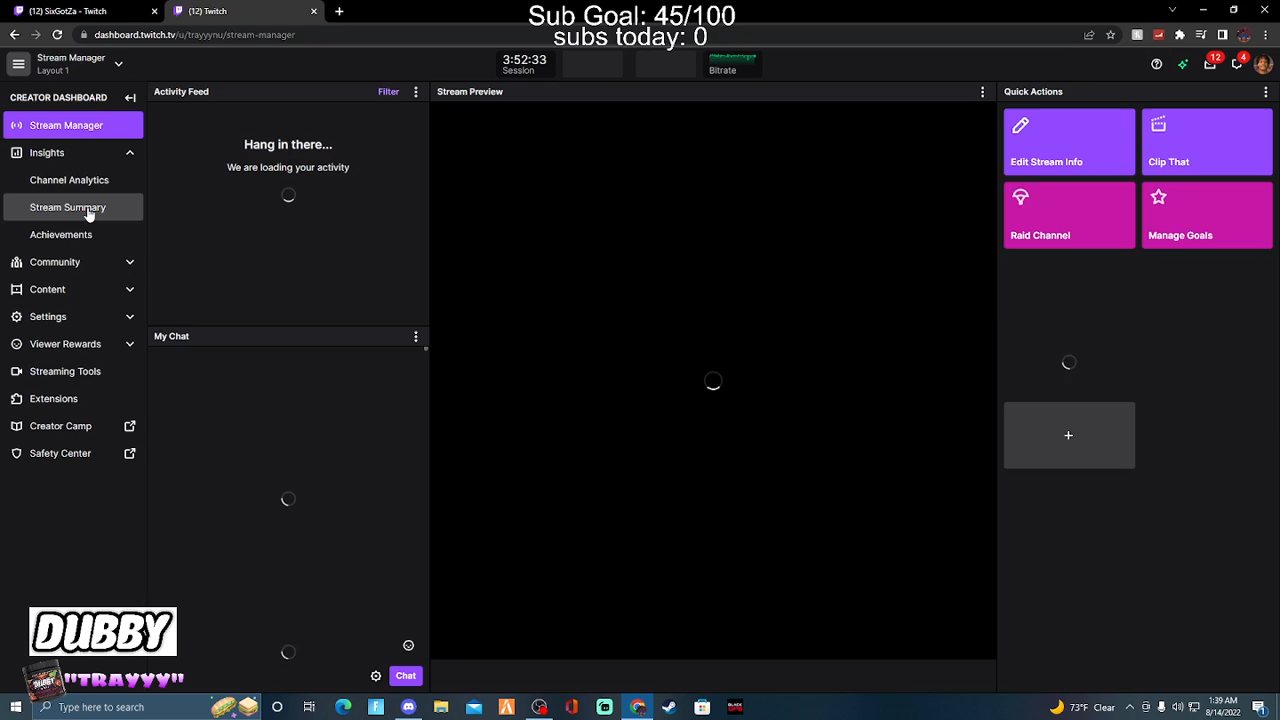 Sub Goal: 45/100
subs today: 0
(12) SixGotZa - Twitch
(12) Twitch
dashboard.twitch.tv/u/trayyynu/stream-manager
Stream Manager
Layout 1
3:52:33
Session
Bitrate
12
4
CREATOR DASHBOARD
Stream Manager
Insights
Channel Analytics
Stream Summary
Achievements
Community
Content
Settings
Viewer Rewards
Streaming Tools
Extensions
Creator Camp
Safety Center
Activity Feed
Filter
Hang in there...
We are loading your activity
My Chat
Chat
Stream Preview
Quick Actions
Edit Stream Info
Clip That
Raid Channel
Manage Goals
+
DUBBY
DUBBY
"TRAYYY"
Type here to search
73°F Clear
1:39 AM
8/14/2022